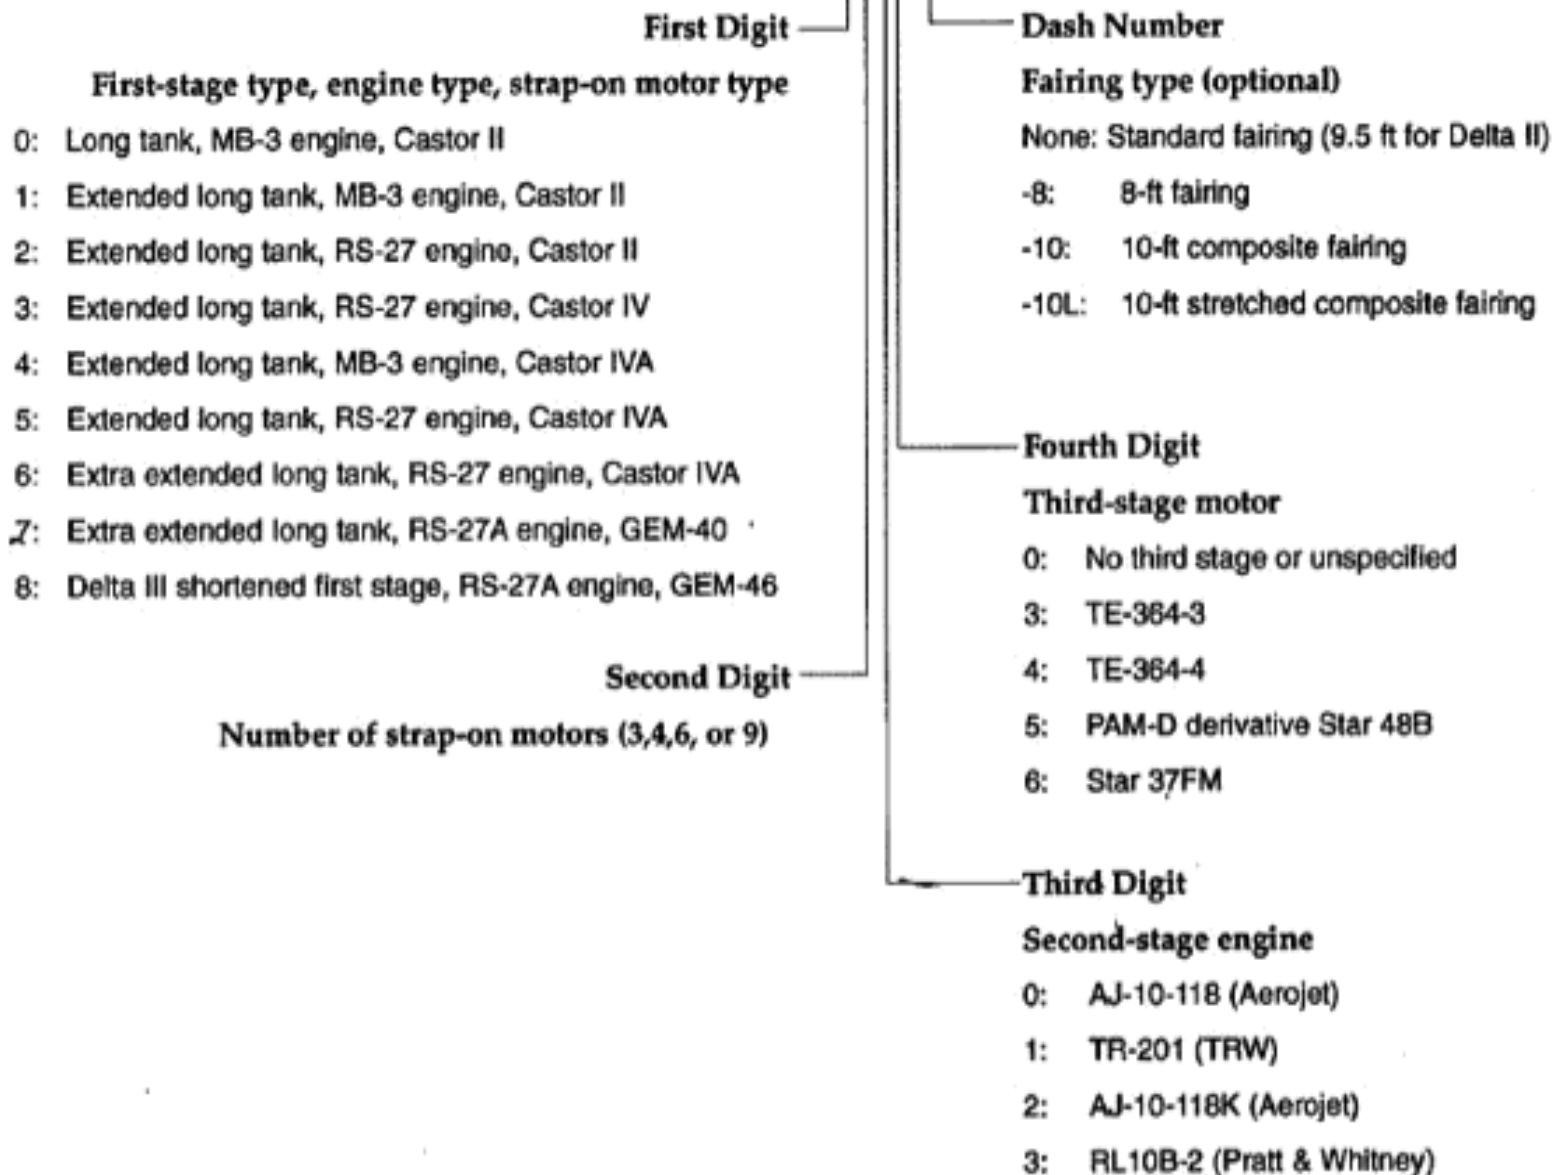 First Digit
First-stage type, engine type, strap-on motor type
0: Long tank, MB-3 engine, Castor II
1: Extended long tank, MB-3 engine, Castor II
2: Extended long tank, RS-27 engine, Castor II
3: Extended long tank, RS-27 engine, Castor IV
4: Extended long tank, MB-3 engine, Castor IVA
5: Extended long tank, RS-27 engine, Castor IVA
6: Extra extended long tank, RS-27 engine, Castor IVA
7: Extra extended long tank, RS-27A engine, GEM-40
8: Delta III shortened first stage, RS-27A engine, GEM-46
Second Digit
Number of strap-on motors (3,4,6, or 9)
Dash Number
Fairing type (optional)
None: Standard fairing (9.5 ft for Delta II)
-8: 8-ft fairing
-10: 10-ft composite fairing
-10L: 10-ft stretched composite fairing
Fourth Digit
Third-stage motor
0: No third stage or unspecified
3: TE-364-3
4: TE-364-4
5: PAM-D derivative Star 48B
6: Star 37FM
Third Digit
Second-stage engine
0: AJ-10-118 (Aerojet)
1: TR-201 (TRW)
2: AJ-10-118K (Aerojet)
3: RL10B-2 (Pratt & Whitney)